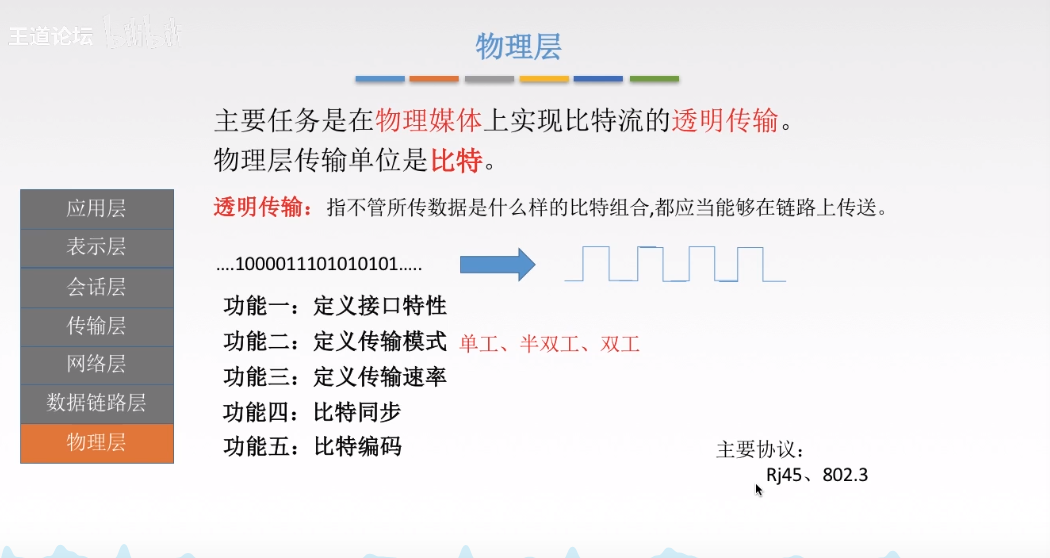 王道论坛
物理层
主要任务是在物理媒体上实现比特流的透明传输。
物理层传输单位是比特。
透明传输：指不管所传数据是什么样的比特组合,都应当能够在链路上传送。
....1000011101010101.....
功能一：定义接口特性
功能二：定义传输模式 单工、半双工、双工
功能三：定义传输速率
功能四：比特同步
功能五：比特编码
应用层
表示层
会话层
传输层
网络层
数据链路层
物理层
主要协议：
Rj45、802.3